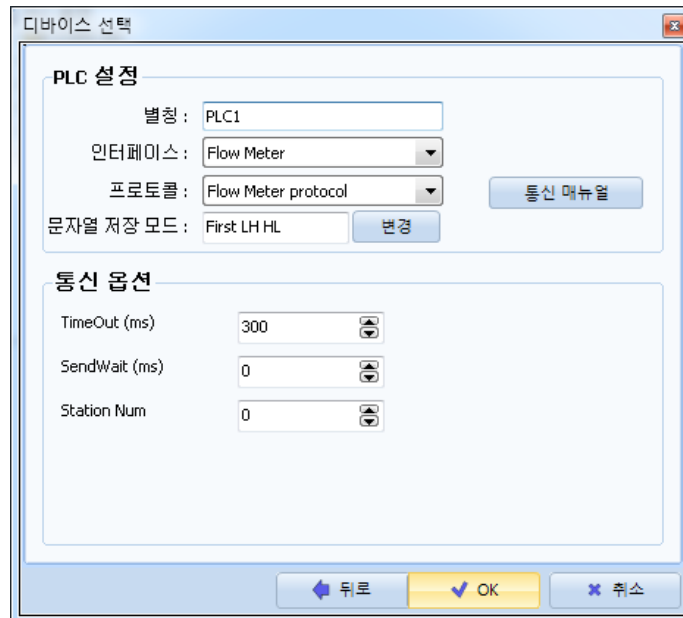 디바이스 선택
PLC 설정
별칭 : PLC1
인터페이스 : Flow Meter
프로토콜 : Flow Meter protocol 통신 매뉴얼
문자열 저장 모드 : First LH HL 변경
통신 옵션
TimeOut (ms) 300
SendWait (ms) 0
Station Num 0
뒤로 OK 취소